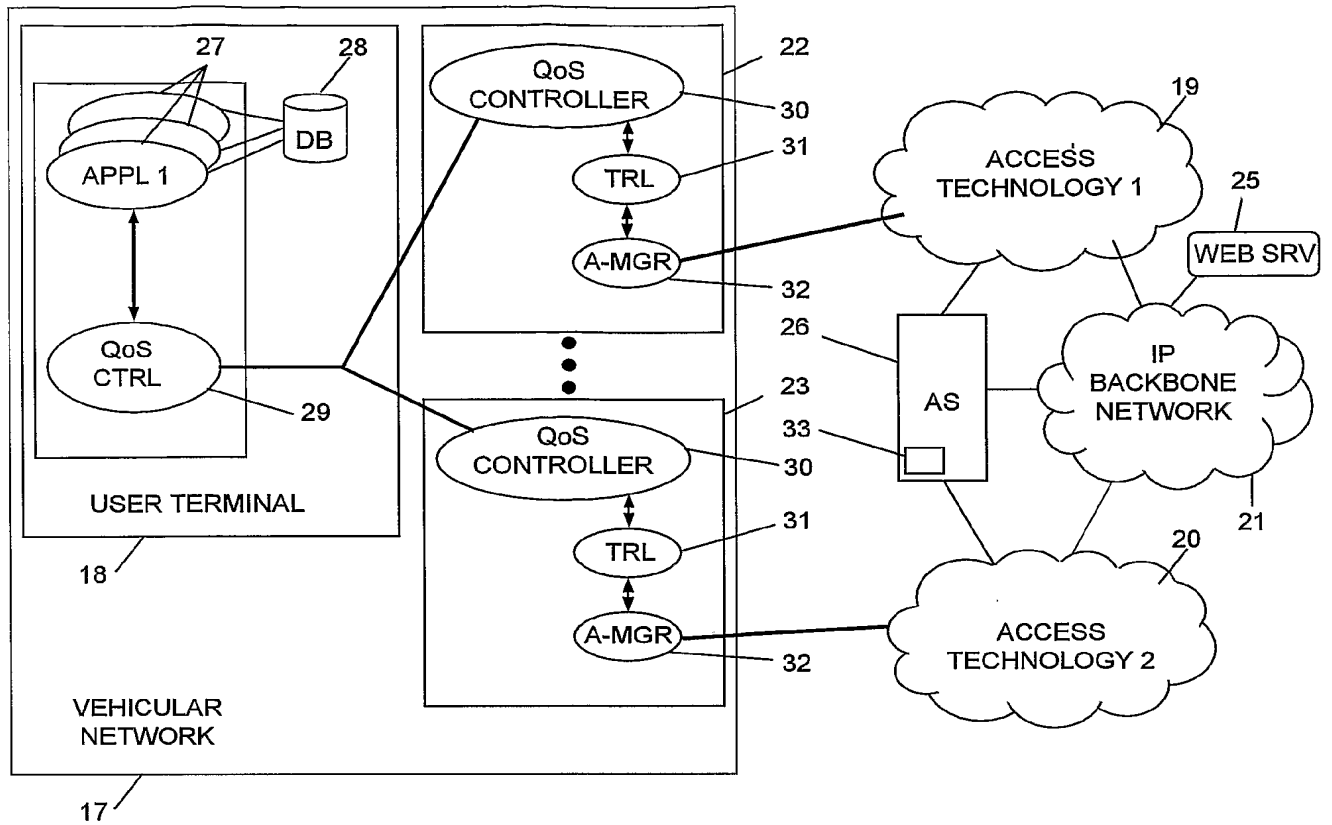 27
28
DB
APPL 1
QoS
CTRL
29
USER TERMINAL
18
VEHICULAR
NETWORK
17
QoS
CONTROLLER
22
30
TRL
31
A-MGR
32
23
QoS
CONTROLLER
30
TRL
31
A-MGR
32
ACCESS
TECHNOLOGY 1
19
25
WEB SRV
26
AS
33
IP
BACKBONE
NETWORK
21
20
ACCESS
TECHNOLOGY 2